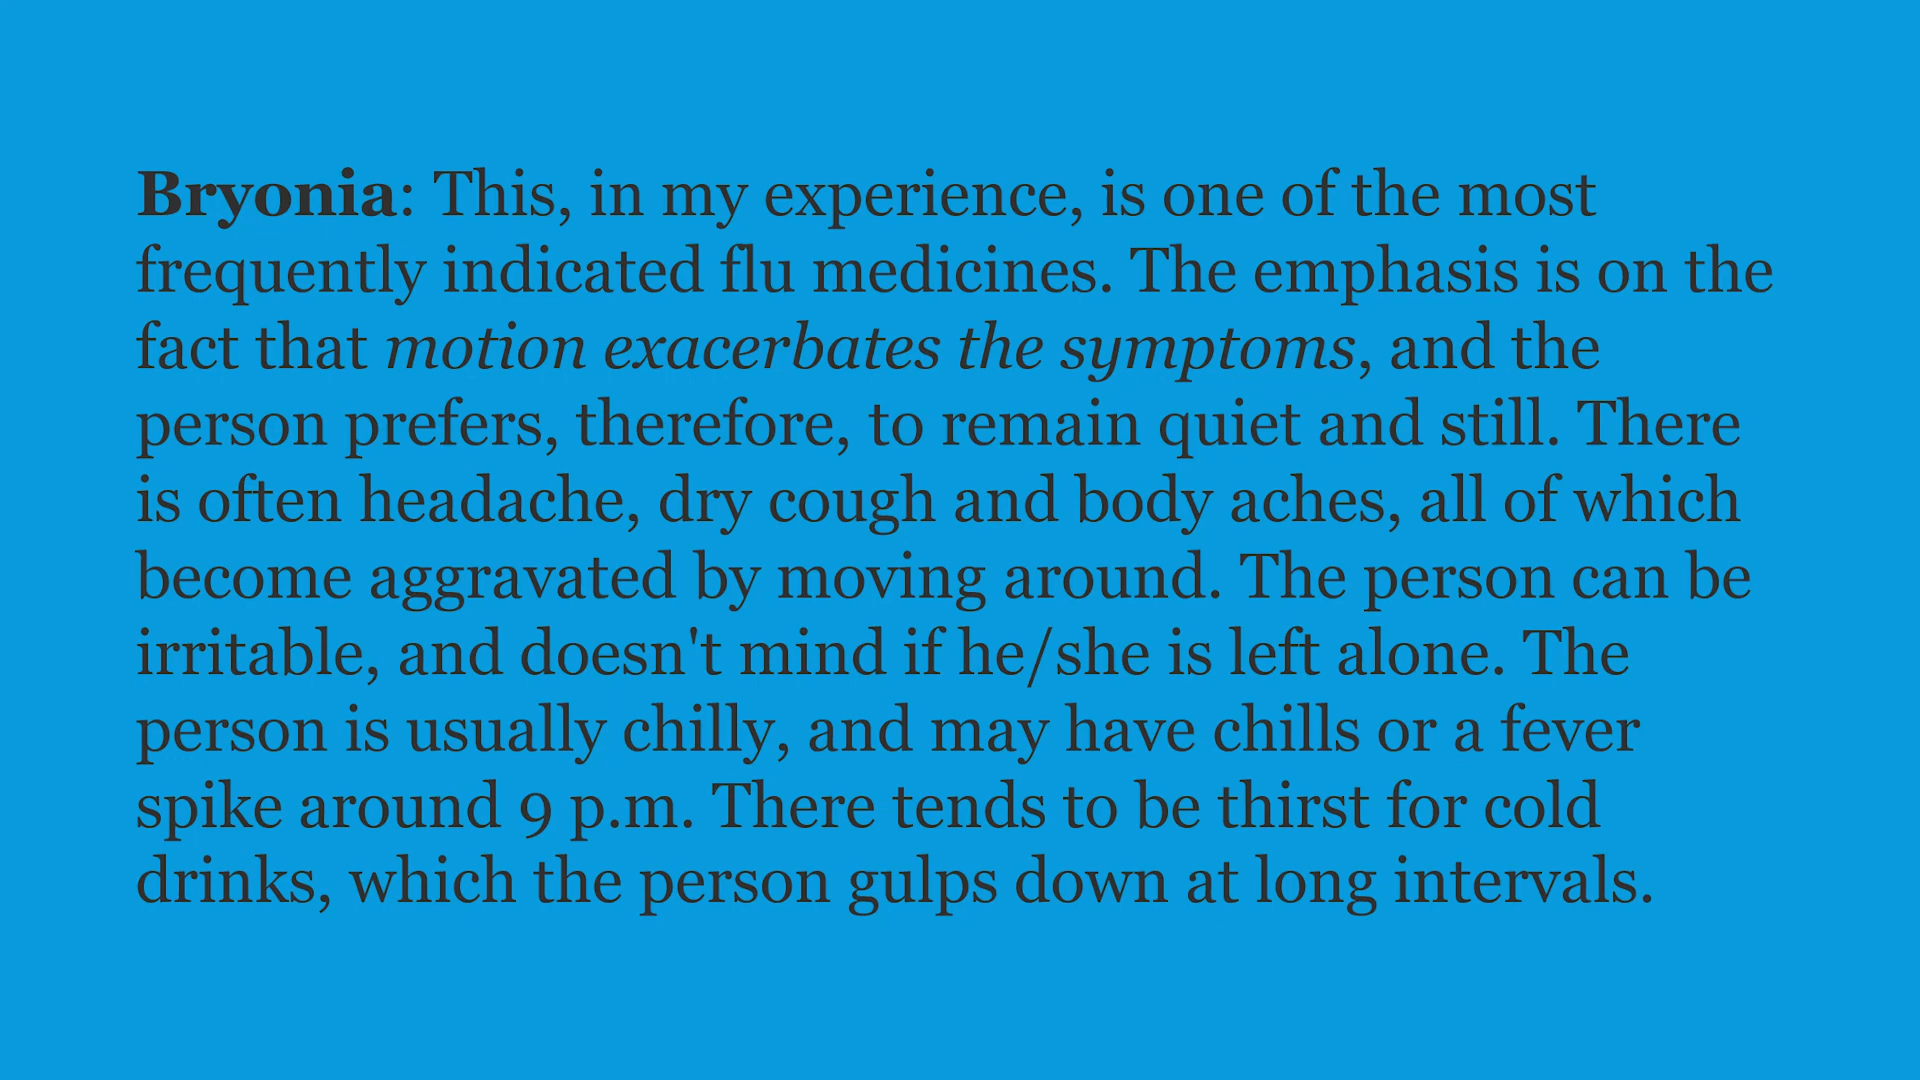 Bryonia: This, in my experience, is one of the most
frequently indicated flu medicines. The emphasis is on the
fact that motion exacerbates the symptoms, and the
person prefers, therefore, to remain quiet and still. There
is often headache, dry cough and body aches, all of which
become aggravated by moving around. The person can be
irritable, and doesn't mind if he/she is left alone. The
person is usually chilly, and may have chills or a fever
spike around 9 p.m. There tends to be thirst for cold
drinks, which the person gulps down at long intervals.